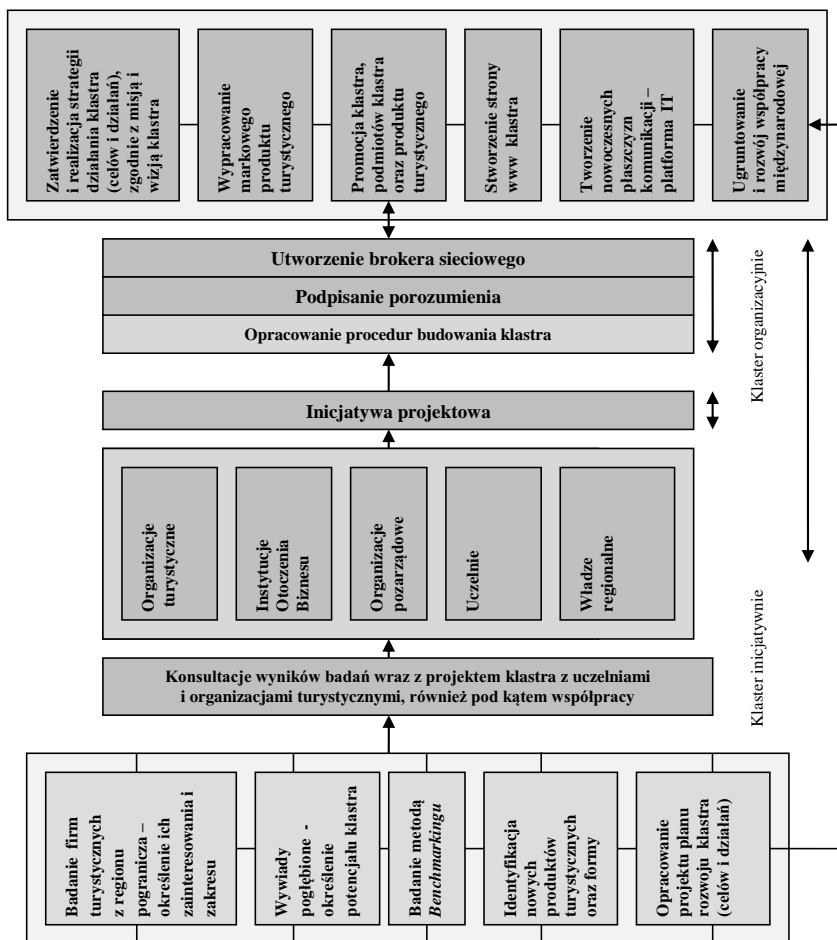 Zatwierdzenie
i realizacja strategii
działania klastra
(celów i działań),
zgodnie z misją i
wizją klastra
Wypracowanie
markowego
produktu
turystycznego
Promocja klastra,
podmiotów klastra
oraz produktu
turystycznego
Stworzenie strony
www klastra
Tworzenie
nowoczesnych
płaszczyzn
komunikacji –
platforma IT
Ugruntowanie
i rozwój współpracy
międzynarodowej
Utworzenie brokera sieciowego
Podpisanie porozumienia
Opracowanie procedur budowania klastra
Klaster organizacyjnie
Inicjatywa projektowa
Organizacje
turystyczne
Instytucje
Otoczenia
Biznesu
Organizacje
pozarządowe
Uczelnie
Władze
regionalne
Konsultacje wyników badań wraz z projektem klastra z uczelniami
i organizacjami turystycznymi, również pod kątem współpracy
Klaster inicjatywnie
Badanie firm
turystycznych
z regionu
pogranicza –
określenie ich
zainteresowania i
zakresu
Wywiady
pogłębione -
określenie
potencjału klastra
Badanie metodą
Benchmarkingu
Identyfikacja
nowych
produktów
turystycznych
oraz formy
Opracowanie
projektu planu
rozwoju klastra
(celów i działań)